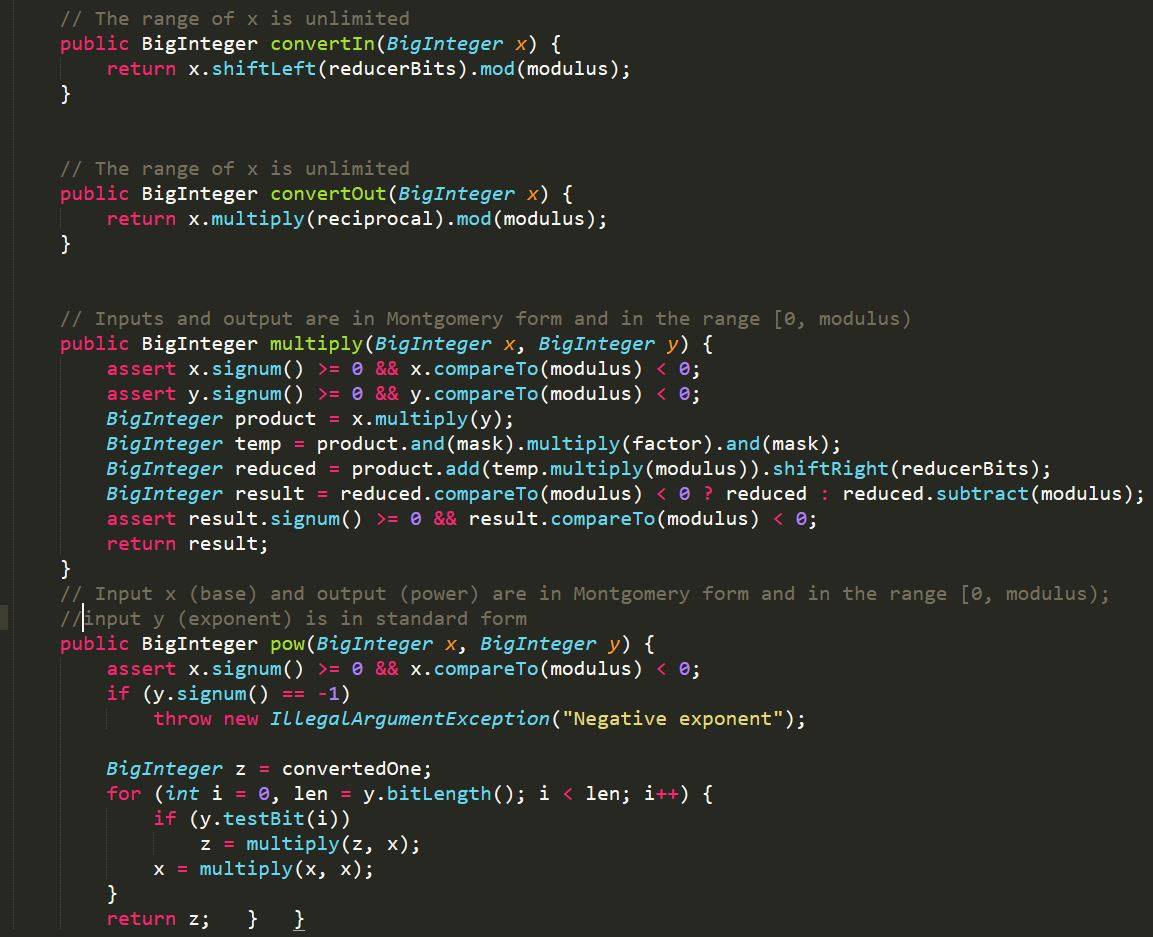 // The range of x is unlimited
public BigInteger convertIn(BigInteger x) {
return x.shiftLeft(reducerBits).mod(modulus);
}
// The range of x is unlimited
public BigInteger convertOut(BigInteger x) {
return x.multiply(reciprocal).mod(modulus);
}
// Inputs and output are in Montgomery form and in the range [0, modulus)
public BigInteger multiply(BigInteger x, BigInteger y) {
assert x.signum() >= 0 && x.compareTo(modulus) < 0;
assert y.signum() >= 0 && y.compareTo(modulus) < 0;
BigInteger product = x.multiply(y);
BigInteger temp = product.and(mask).multiply(factor).and(mask);
BigInteger reduced = product.add(temp.multiply(modulus)).shiftRight(reducerBits);
BigInteger result = reduced.compareTo(modulus) < 0 ? reduced : reduced.subtract(modulus);
assert result.signum() >= 0 && result.compareTo(modulus) < 0;
return result;
}
// Input x (base) and output (power) are in Montgomery form and in the range [0, modulus);
//input y (exponent) is in standard form
public BigInteger pow(BigInteger x, BigInteger y) {
assert x.signum() >= 0 && x.compareTo(modulus) < 0;
if (y.signum() == -1)
throw new IllegalArgumentException("Negative exponent");
BigInteger z = convertedOne;
for (int i = 0, len = y.bitLength(); i < len; i++) {
if (y.testBit(i))
z = multiply(z, x);
x = multiply(x, x);
}
return z;   }   }